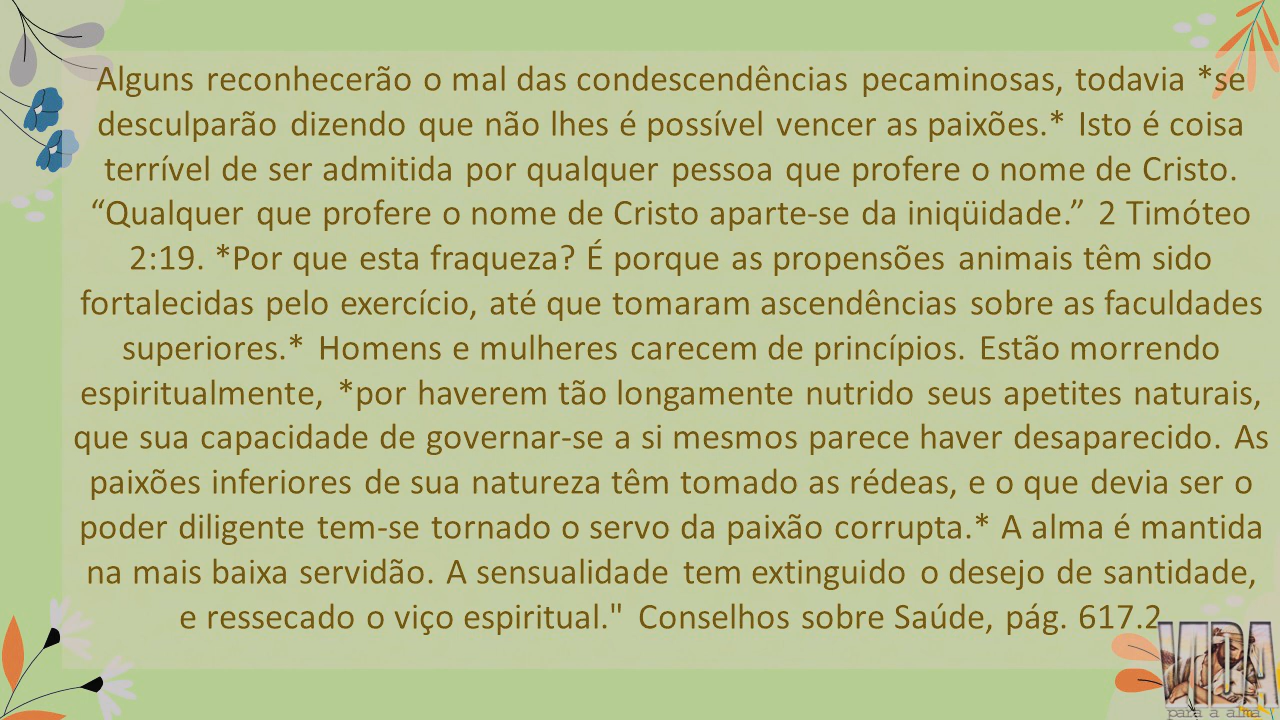 Alguns reconhecerão o mal das condescendências pecaminosas, todavia *se
desculparão dizendo que não lhes é possível vencer as paixões.* Isto é coisa
terrível de ser admitida por qualquer pessoa que profere o nome de Cristo.
“Qualquer que profere o nome de Cristo aparte-se da iniqüidade.” 2 Timóteo
2:19. *Por que esta fraqueza? É porque as propensões animais têm sido
fortalecidas pelo exercício, até que tomaram ascendências sobre as faculdades
superiores.* Homens e mulheres carecem de princípios. Estão morrendo
espiritualmente, *por haverem tão longamente nutrido seus apetites naturais,
que sua capacidade de governar-se a si mesmos parece haver desaparecido. As
paixões inferiores de sua natureza têm tomado as rédeas, e o que devia ser o
poder diligente tem-se tornado o servo da paixão corrupta.* A alma é mantida
na mais baixa servidão. A sensualidade tem extinguido o desejo de santidade,
e ressecado o viço espiritual." Conselhos sobre Saúde, pág. 617.2
VIDA
para a alma